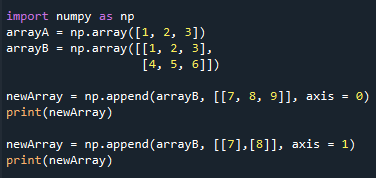 import numpy as np
arrayA = np.array([1, 2, 3])
arrayB = np.array([[1, 2, 3],
                   [4, 5, 6]])

newArray = np.append(arrayB, [[7, 8, 9]], axis = 0)
print(newArray)

newArray = np.append(arrayB, [[7],[8]], axis = 1)
print(newArray)